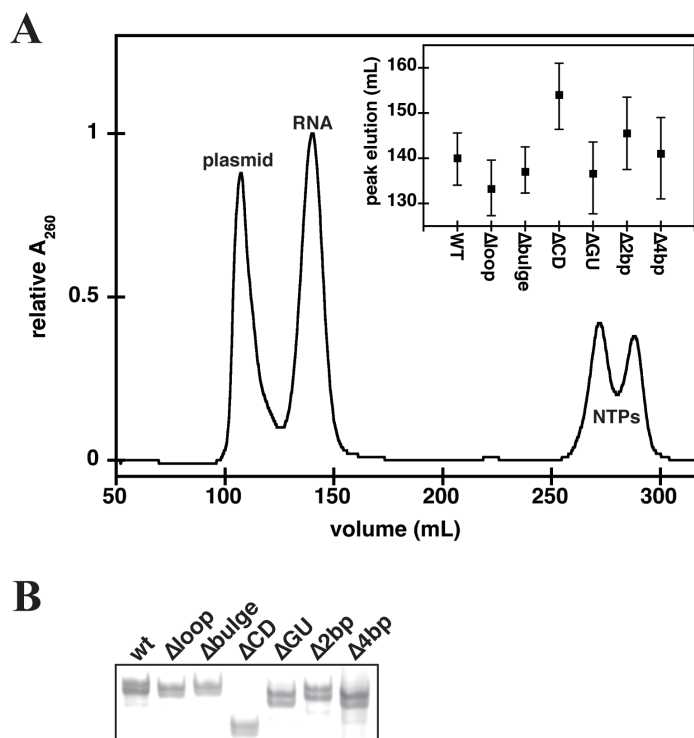 A
relative A260
1
0.5
0
plasmid
RNA
NTPs
50
100
150
200
250
300
volume (mL)
peak elution (mL)
160
150
140
130
WT
Δloop
Δbulge
ΔCD
ΔGU
Δ2bp
Δ4bp
B
wt
Δloop
Δbulge
ΔCD
ΔGU
Δ2bp
Δ4bp